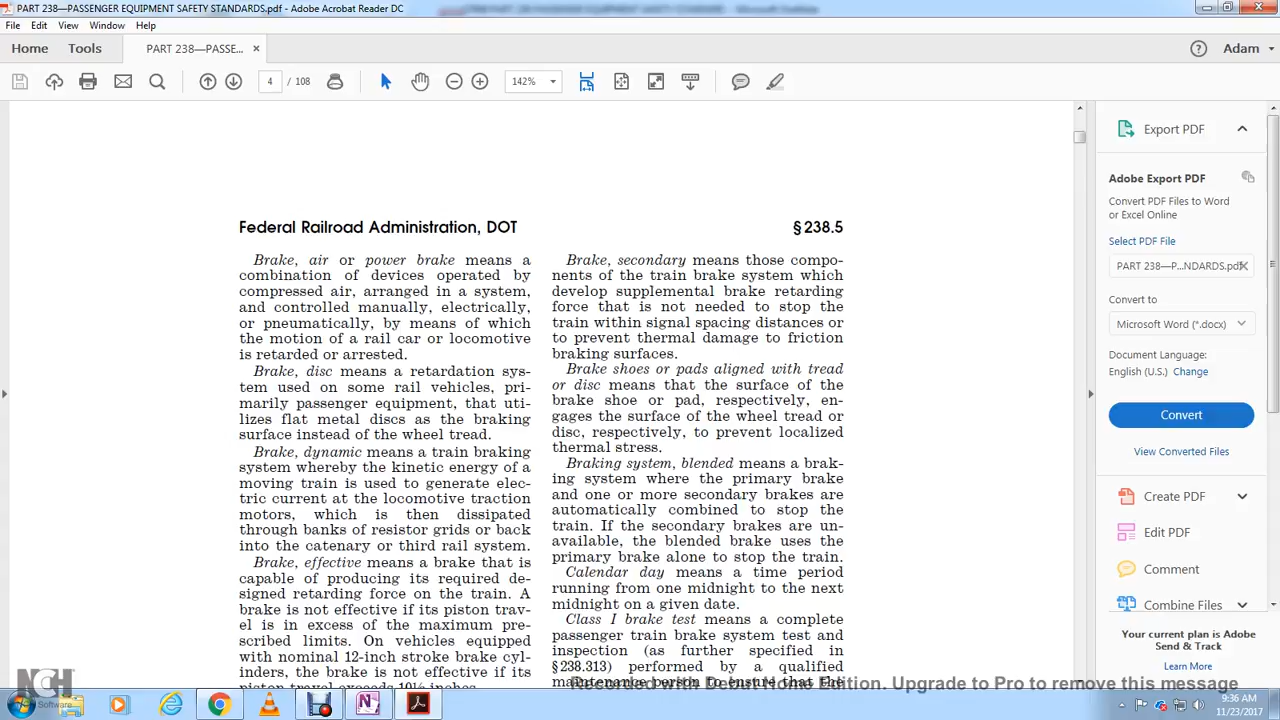 PART 238—PASSENGER EQUIPMENT SAFETY STANDARDS.pdf - Adobe Acrobat Reader DC
File Edit View Window Help
Home Tools PART 238—PASSE... × Adam
4 / 108 142%
Federal Railroad Administration, DOT § 238.5
Brake, air or power brake means a
combination of devices operated by
compressed air, arranged in a system,
and controlled manually, electrically,
or pneumatically, by means of which
the motion of a rail car or locomotive
is retarded or arrested.
Brake, disc means a retardation sys-
tem used on some rail vehicles, pri-
marily passenger equipment, that uti-
lizes flat metal discs as the braking
surface instead of the wheel tread.
Brake, dynamic means a train braking
system whereby the kinetic energy of a
moving train is used to generate elec-
tric current at the locomotive traction
motors, which is then dissipated
through banks of resistor grids or back
into the catenary or third rail system.
Brake, effective means a brake that is
capable of producing its required de-
signed retarding force on the train. A
brake is not effective if its piston trav-
el is in excess of the maximum pre-
scribed limits. On vehicles equipped
with nominal 12-inch stroke brake cyl-
inders, the brake is not effective if its
piston travel exceeds 10½ inches.
Brake, secondary means those compo-
nents of the train brake system which
develop supplemental brake retarding
force that is not needed to stop the
train within signal spacing distances or
to prevent thermal damage to friction
braking surfaces.
Brake shoes or pads aligned with tread
or disc means that the surface of the
brake shoe or pad, respectively, en-
gages the surface of the wheel tread or
disc, respectively, to prevent localized
thermal stress.
Braking system, blended means a brak-
ing system where the primary brake
and one or more secondary brakes are
automatically combined to stop the
train. If the secondary brakes are un-
available, the blended brake uses the
primary brake alone to stop the train.
Calendar day means a time period
running from one midnight to the next
midnight on a given date.
Class I brake test means a complete
passenger train brake system test and
inspection (as further specified in
§238.313) performed by a qualified
maintenance person to ensure that the
Export PDF
Adobe Export PDF
Convert PDF Files to Word
or Excel Online
Select PDF File
PART 238—P...NDARDS.pdf
Convert to
Microsoft Word (*.docx)
Document Language:
English (U.S.) Change
Convert
View Converted Files
Create PDF
Edit PDF
Comment
Combine Files
Your current plan is Adobe
Send & Track
Learn More
Recorded with Debut Home Edition. Upgrade to Pro to remove this message
NCH Software
9:36 AM
11/23/2017